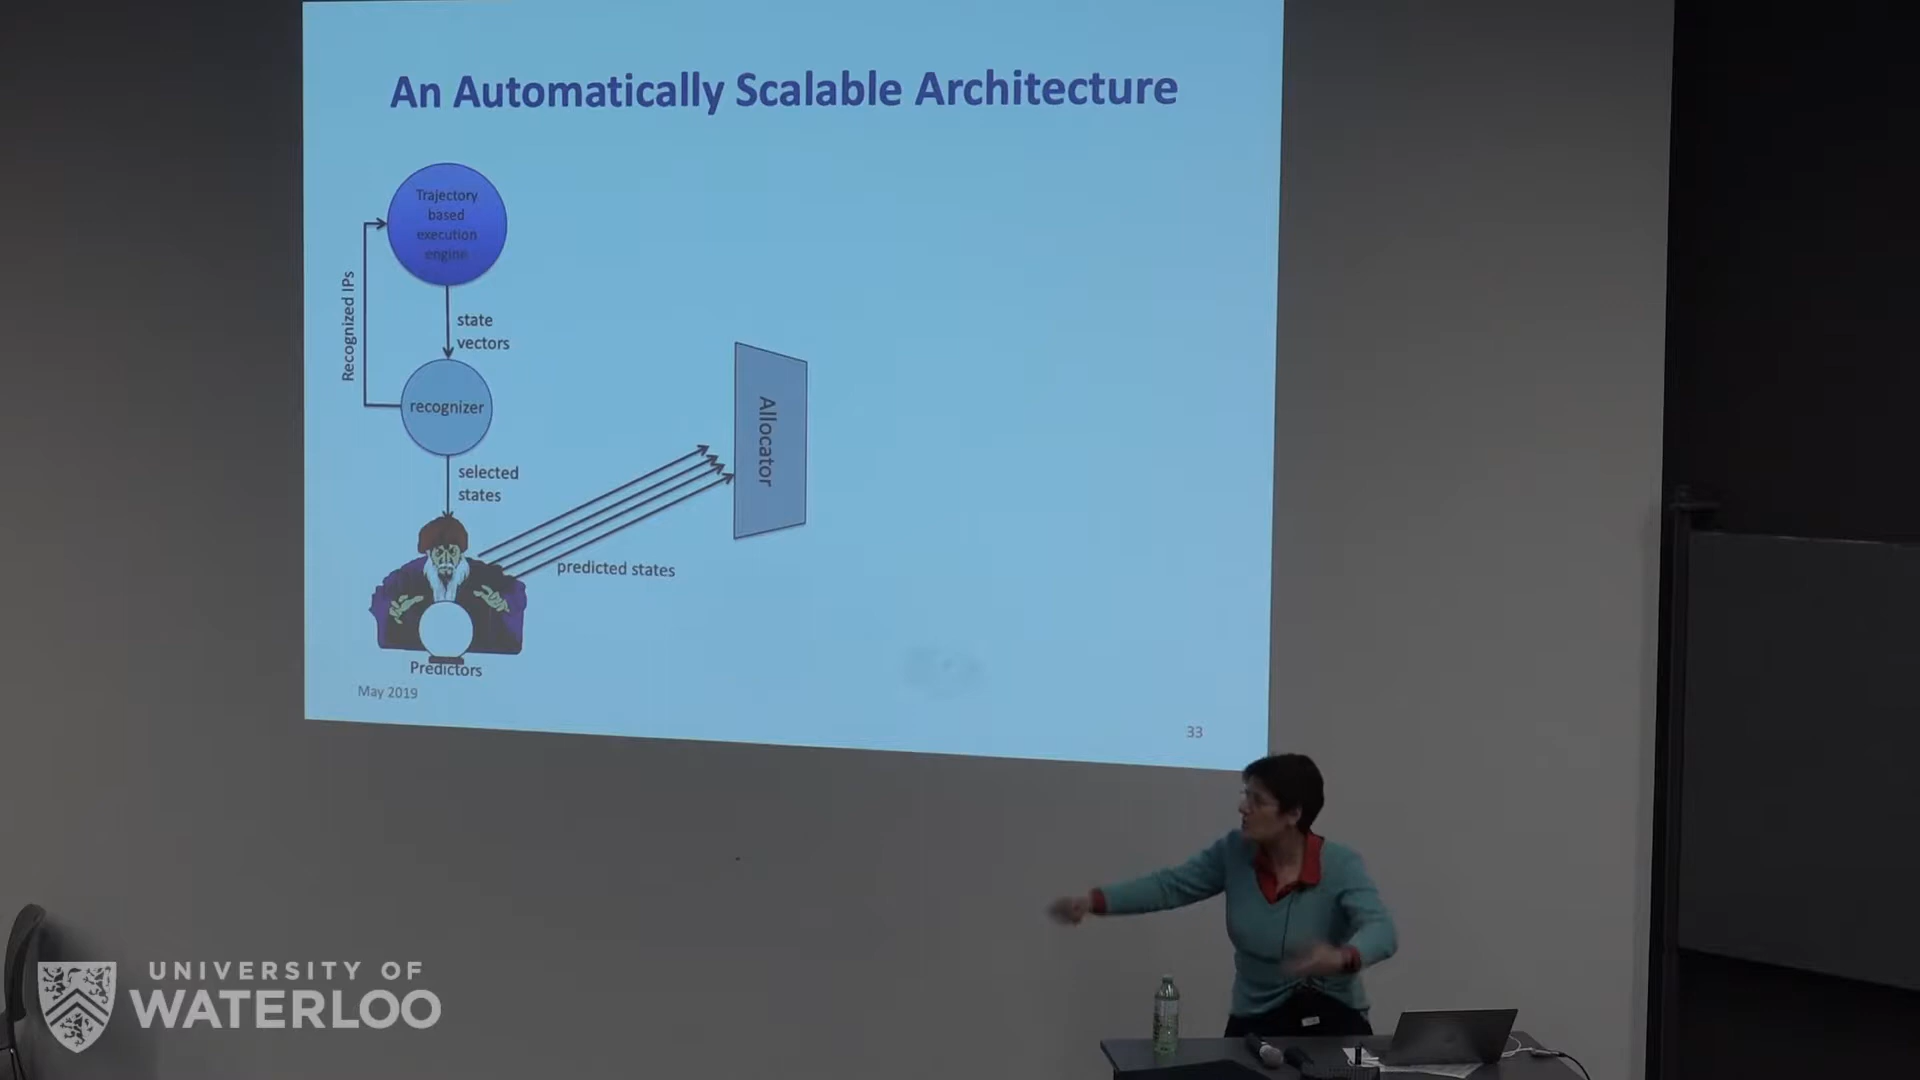 An Automatically Scalable Architecture
Trajectory
based
execution
engine
Recognized IPs
state
vectors
recognizer
selected
states
Allocator
predicted states
Predictors
May 2019
33
UNIVERSITY OF
WATERLOO